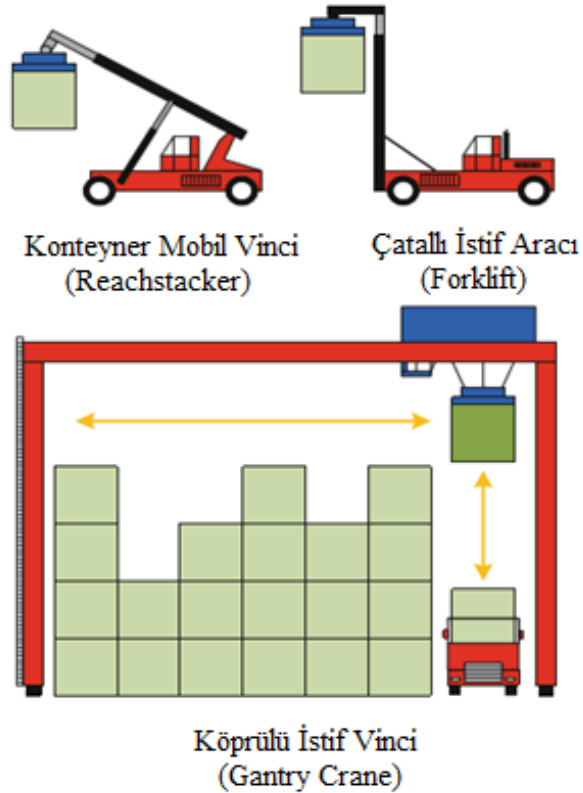 Konteyner Mobil Vinci
(Reachstacker)
Çatallı İstif Aracı
(Forklift)
Köprülü İstif Vinci
(Gantry Crane)